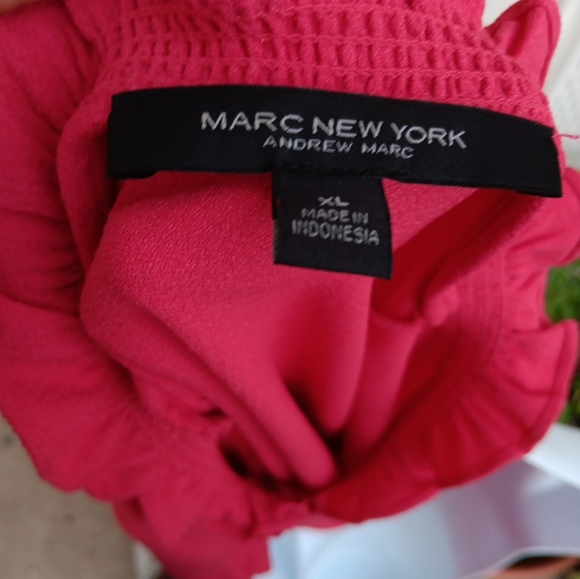 MARC NEW YORK
ANDREW MARC
XL
MADE IN
INDONESIA